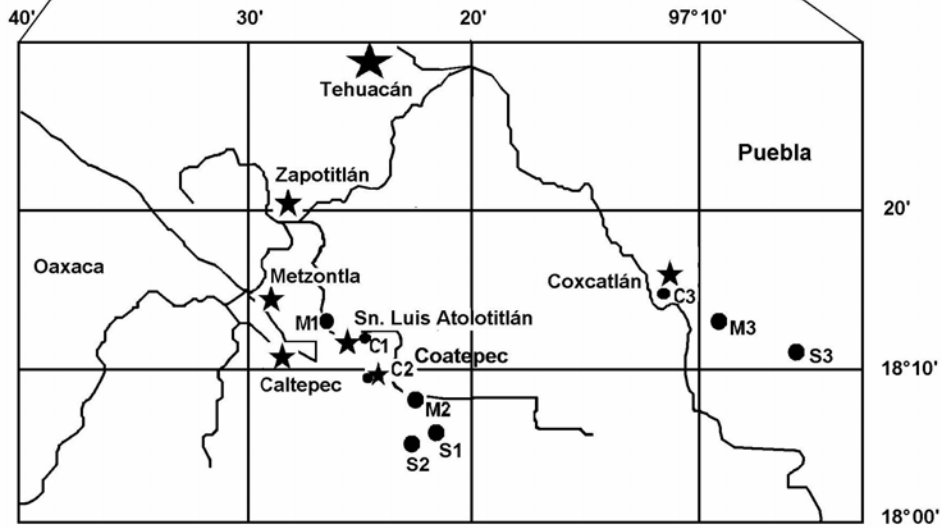 40'
30'
20'
97°10'
Tehuacán
Puebla
Zapotitlán
20'
Oaxaca
Metzontla
Coxcatlán
C3
M1
Sn. Luis Atolotitlán
M3
C1
Coatepec
S3
Caltepec
C2
18°10'
M2
S1
S2
18°00'